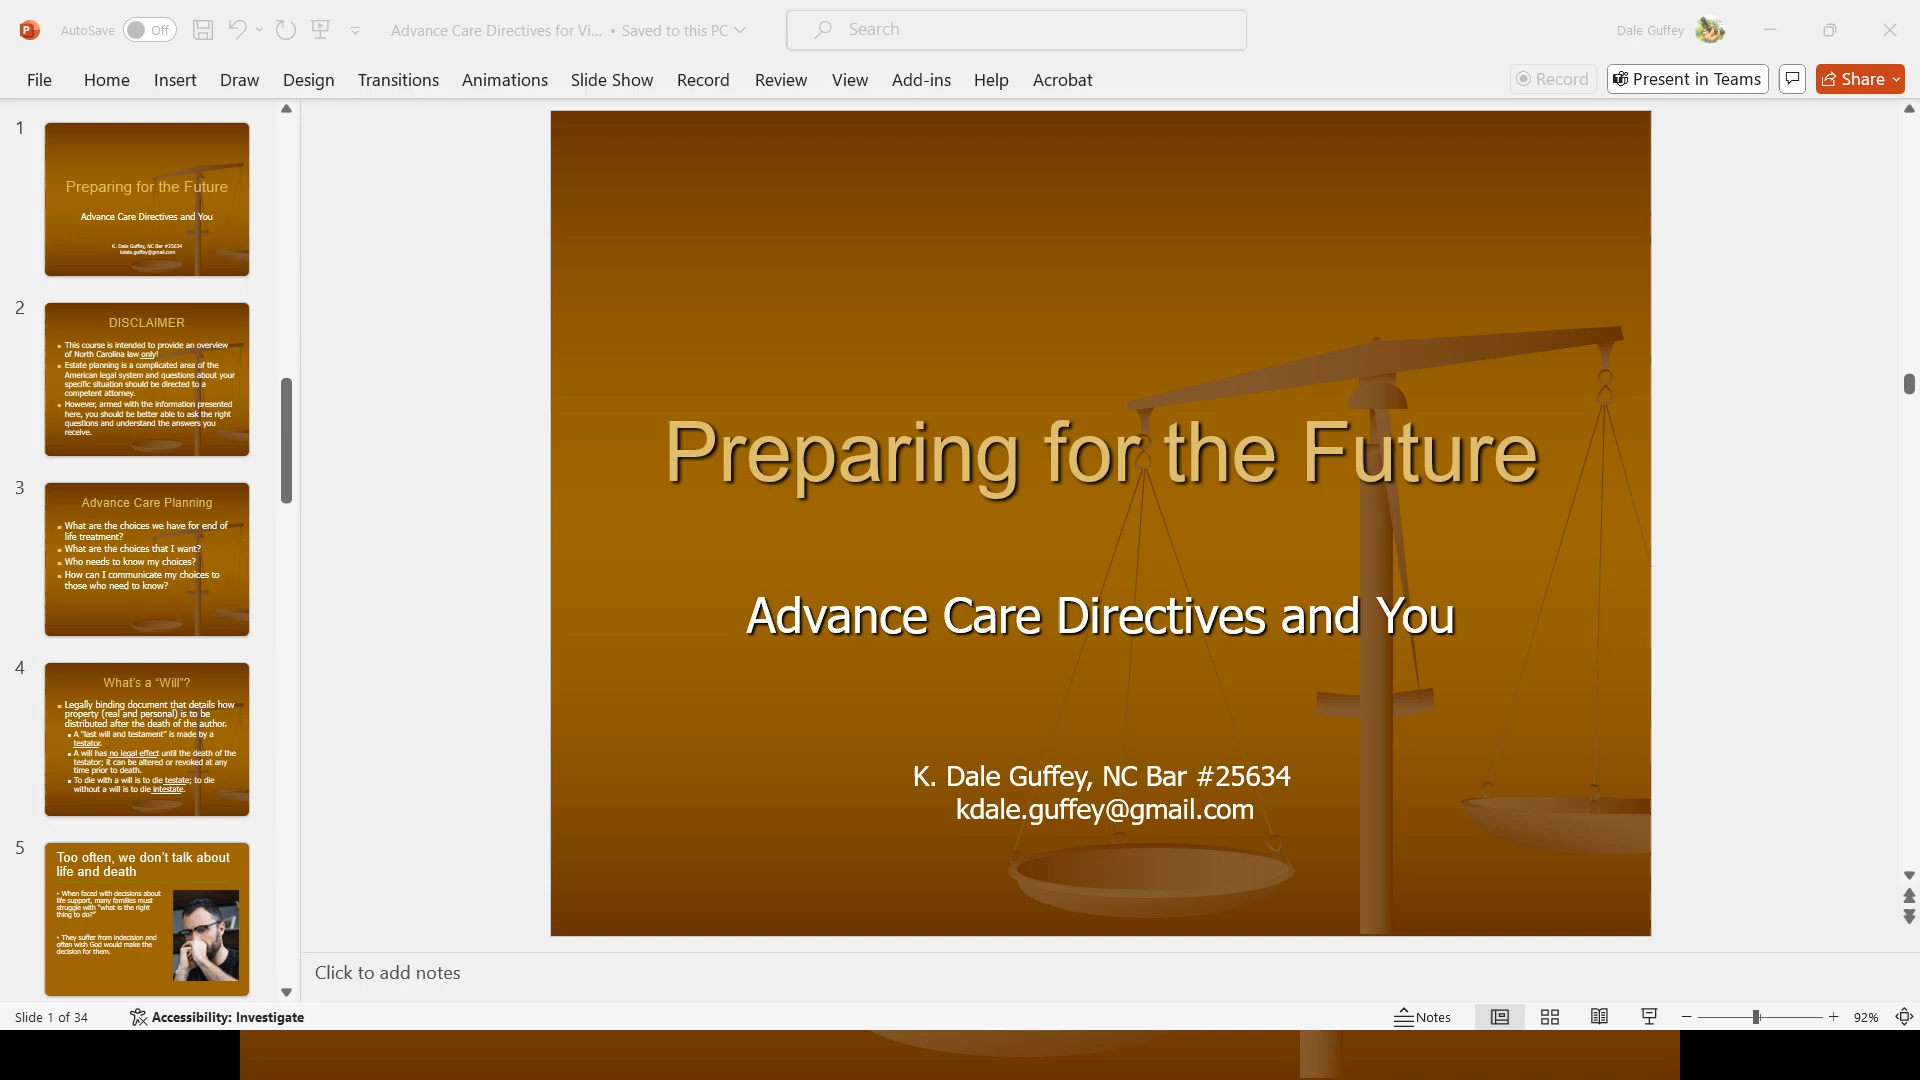 AutoSave Off Advance Care Directives for Vi... • Saved to this PC Search Dale Guffey
File Home Insert Draw Design Transitions Animations Slide Show Record Review View Add-ins Help Acrobat Record Present in Teams Share
1
Preparing for the Future
Advance Care Directives and You
K. Dale Guffey, NC Bar #25634
kdale.guffey@gmail.com
2
DISCLAIMER
This course is intended to provide an overview
of North Carolina law only!
Estate planning is a complicated area of the
American legal system and questions about your
specific situation should be directed to a
competent attorney.
However, armed with the information presented
here, you should be better able to ask the right
questions and understand the answers you
receive.
3
Advance Care Planning
What are the choices we have for end of
life treatment?
What are the choices that I want?
Who needs to know my choices?
How can I communicate my choices to
those who need to know?
4
What's a “Will”?
Legally binding document that details how
property (real and personal) is to be
distributed after the death of the author.
A “last will and testament” is made by a
testator.
A will has no legal effect until the death of the
testator; it can be altered or revoked at any
time prior to death.
To die with a will is to die testate; to die
without a will is to die intestate.
5
Too often, we don't talk about
life and death
• When faced with decisions about
life support, many families must
struggle with “what is the right
thing to do?”
• They suffer from indecision and
often wish God would make the
decision for them.
Preparing for the Future
Advance Care Directives and You
K. Dale Guffey, NC Bar #25634
kdale.guffey@gmail.com
Click to add notes
Slide 1 of 34 Accessibility: Investigate Notes 92%